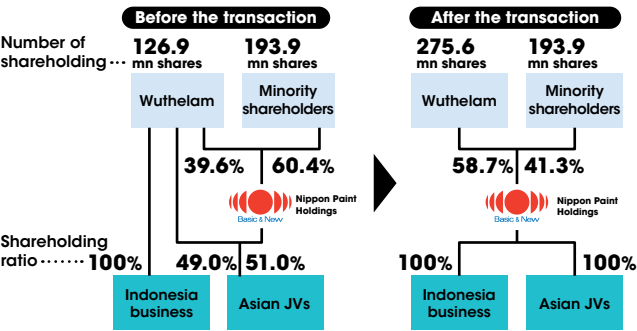 Before the transaction
After the transaction
Number of
shareholding
126.9
mn shares
193.9
mn shares
275.6
mn shares
193.9
mn shares
Wuthelam
Minority
shareholders
Wuthelam
Minority
shareholders
39.6%
60.4%
58.7%
41.3%
Basic & New
Nippon Paint
Holdings
Basic & New
Nippon Paint
Holdings
Shareholding
ratio
100%
49.0%
51.0%
100%
100%
Indonesia
business
Asian JVs
Indonesia
business
Asian JVs